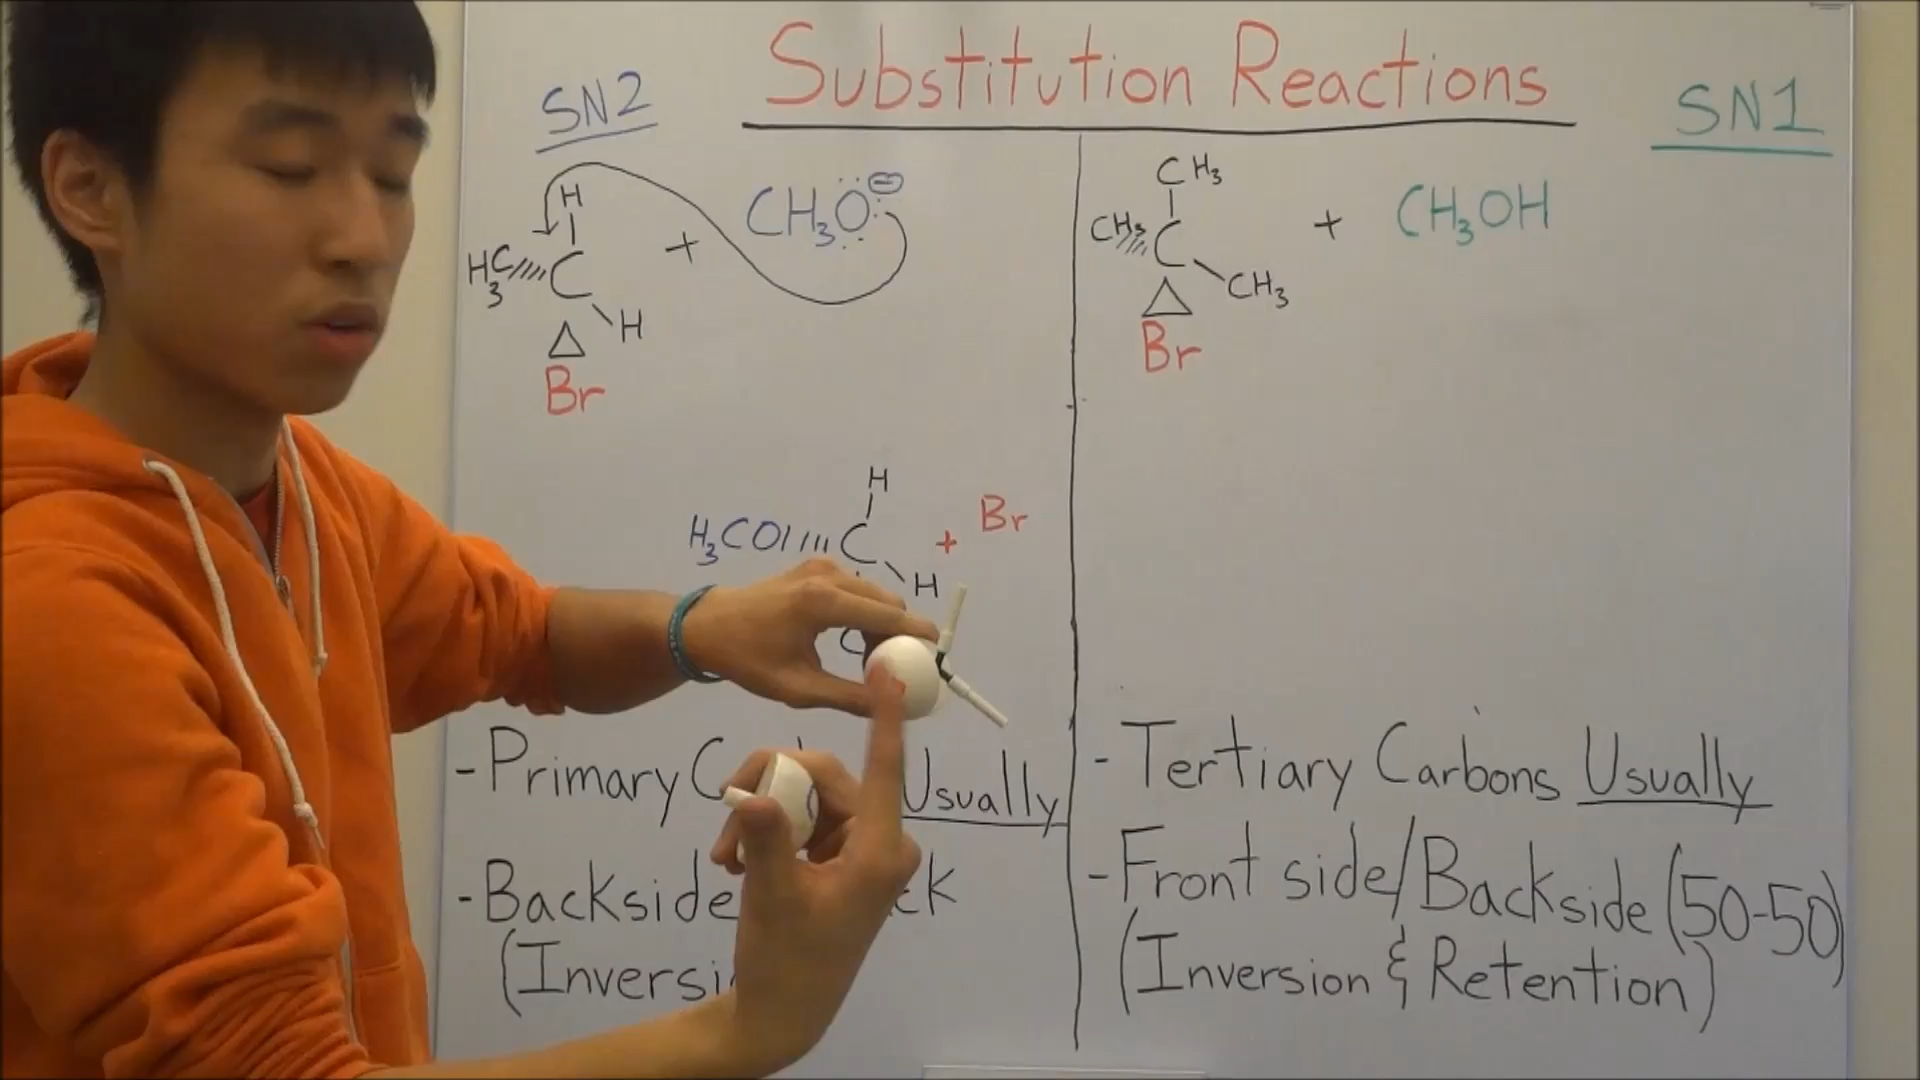 Substitution Reactions
SN2
H
H3C C H
Br
+
CH3O:⊖
H
H3CO C H
+ Br
- Primary Usually
- Backside
SN1
CH3
CH3 C CH3
Br
+
CH3OH
- Tertiary Carbons Usually
- Front side/Backside (50-50)
(Inversion & Retention)